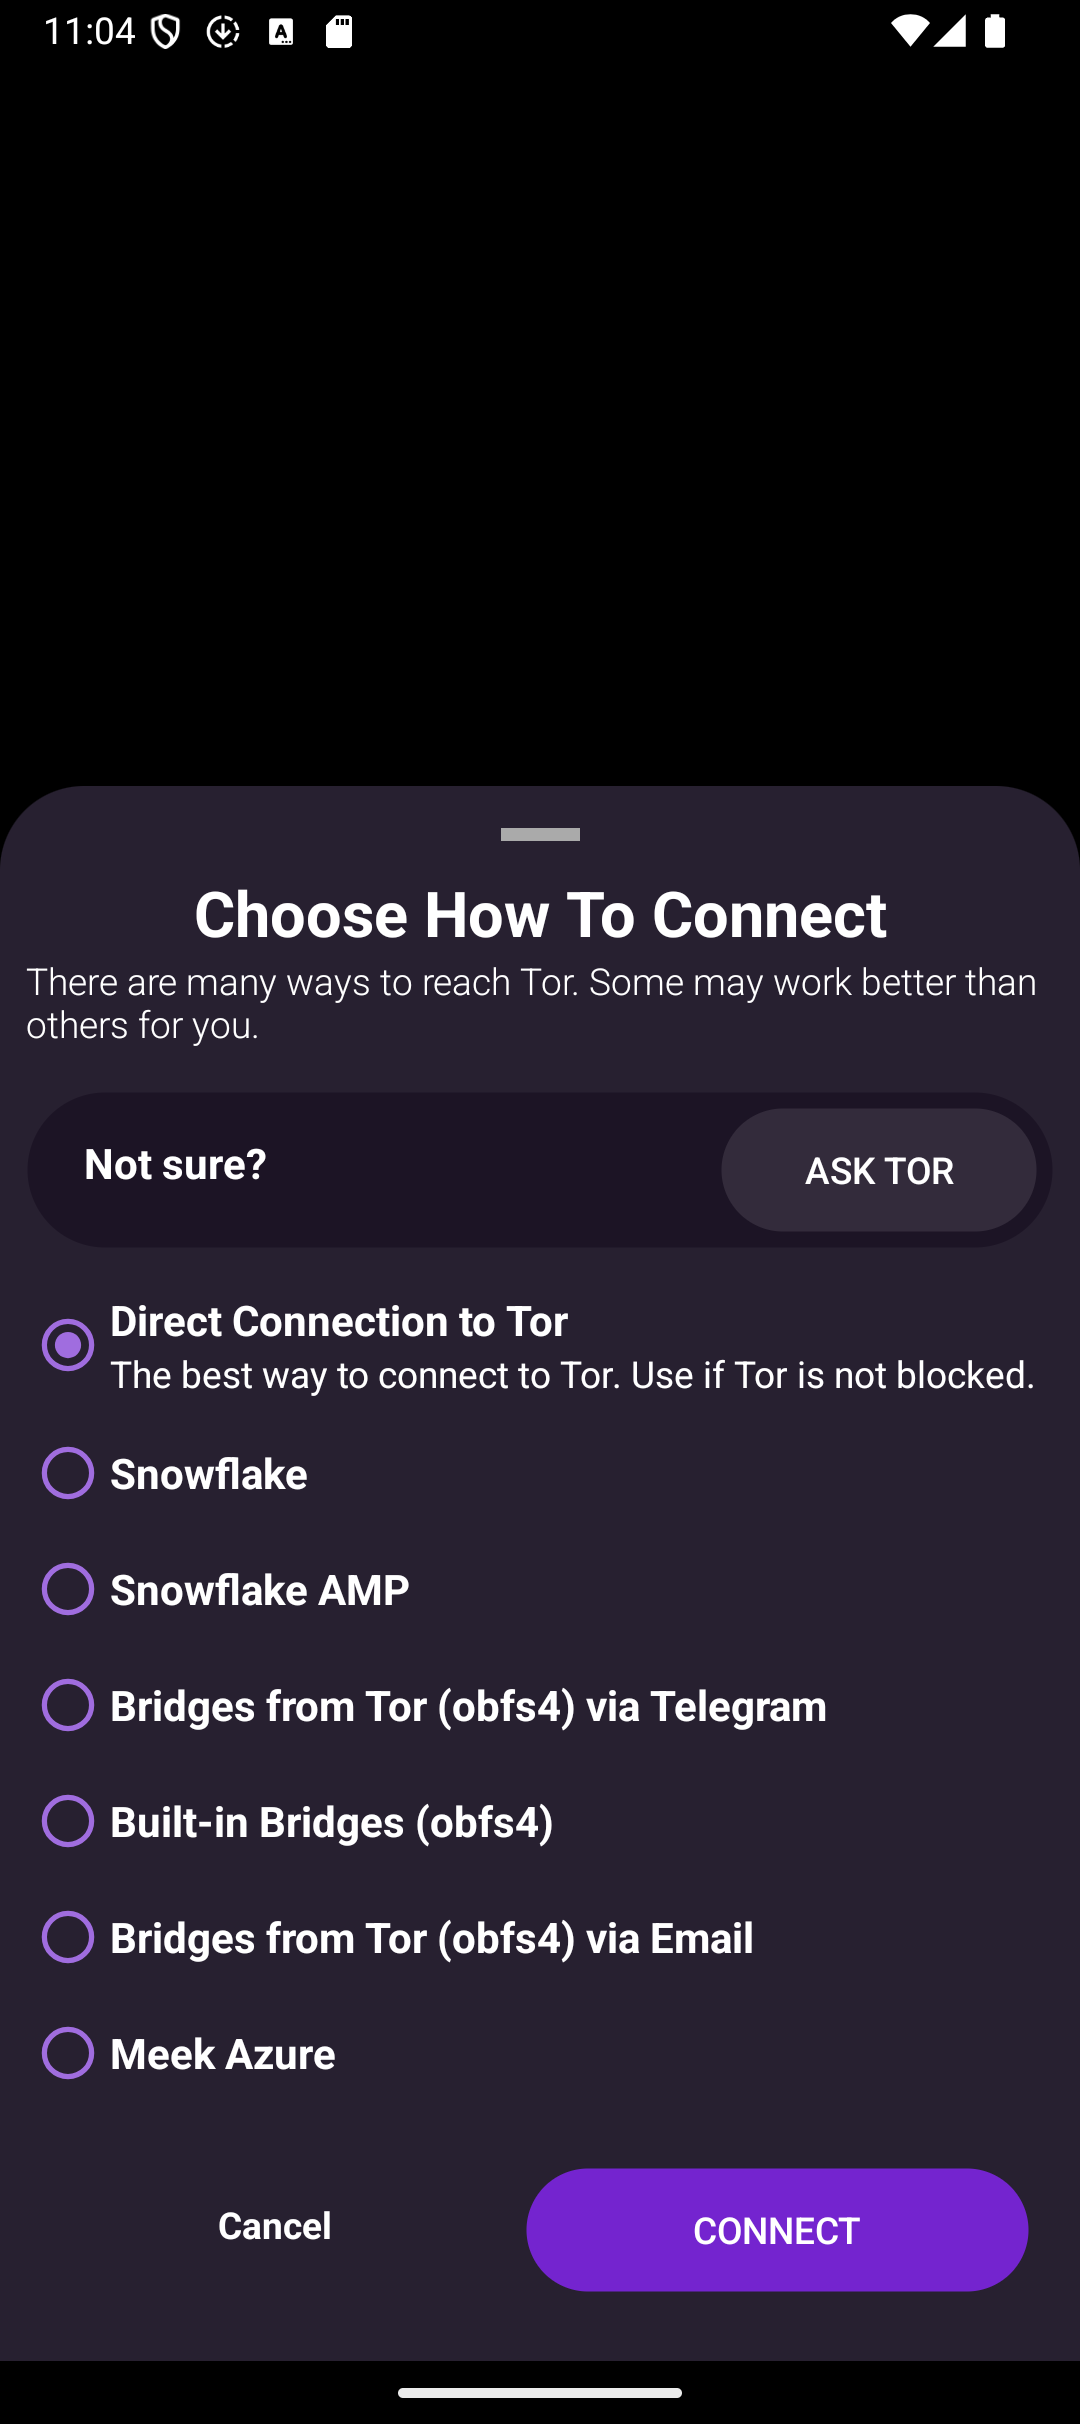 11:04
Choose How To Connect
There are many ways to reach Tor. Some may work better than
others for you.
Not sure?
ASK TOR
Direct Connection to Tor
The best way to connect to Tor. Use if Tor is not blocked.
Snowflake
Snowflake AMP
Bridges from Tor (obfs4) via Telegram
Built-in Bridges (obfs4)
Bridges from Tor (obfs4) via Email
Meek Azure
Cancel
CONNECT